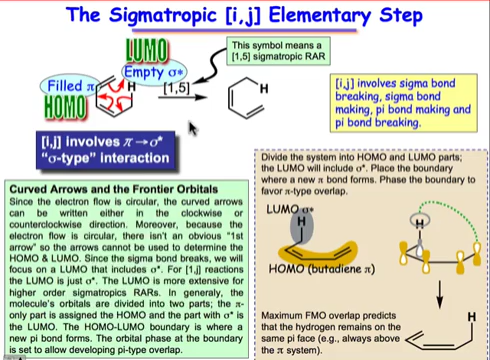 The Sigmatropic [i,j] Elementary Step
LUMO
Empty σ*
Filled π
HOMO
H
[1,5]
This symbol means a
[1,5] sigmatropic RAR
H
[i,j] involves sigma bond
breaking, sigma bond
making, pi bond making and
pi bond breaking.
[I,j] involves π→σ*
"σ-type" interaction
Curved Arrows and the Frontier Orbitals
Since the electron flow is circular, the curved arrows
can be written either in the clockwise or
counterclockwise direction. Moreover, because the
electron flow is circular, there isn't an obvious "1st
arrow" so the arrows cannot be used to determine the
HOMO & LUMO. Since the sigma bond breaks, we will
focus on a LUMO that includes σ*. For [1,j] reactions
the LUMO is just σ*. The LUMO is more extensive for
higher order sigmatropics RARs. In generaly, the
molecule's orbitals are divided into two parts; the π-
only part is assigned the HOMO and the part with σ* is
the LUMO. The HOMO-LUMO boundary is where a
new pi bond forms. The orbital phase at the boundary
is set to allow developing pi-type overlap.
Divide the system into HOMO and LUMO parts;
the LUMO will include σ*. Place the boundary
where a new π bond forms. Phase the boundary to
favor π-type overlap.
LUMO σ*
H
HOMO (butadiene π)
H
Maximum FMO overlap predicts
that the hydrogen remains on the
same pi face (e.g., always above
the π system).
H